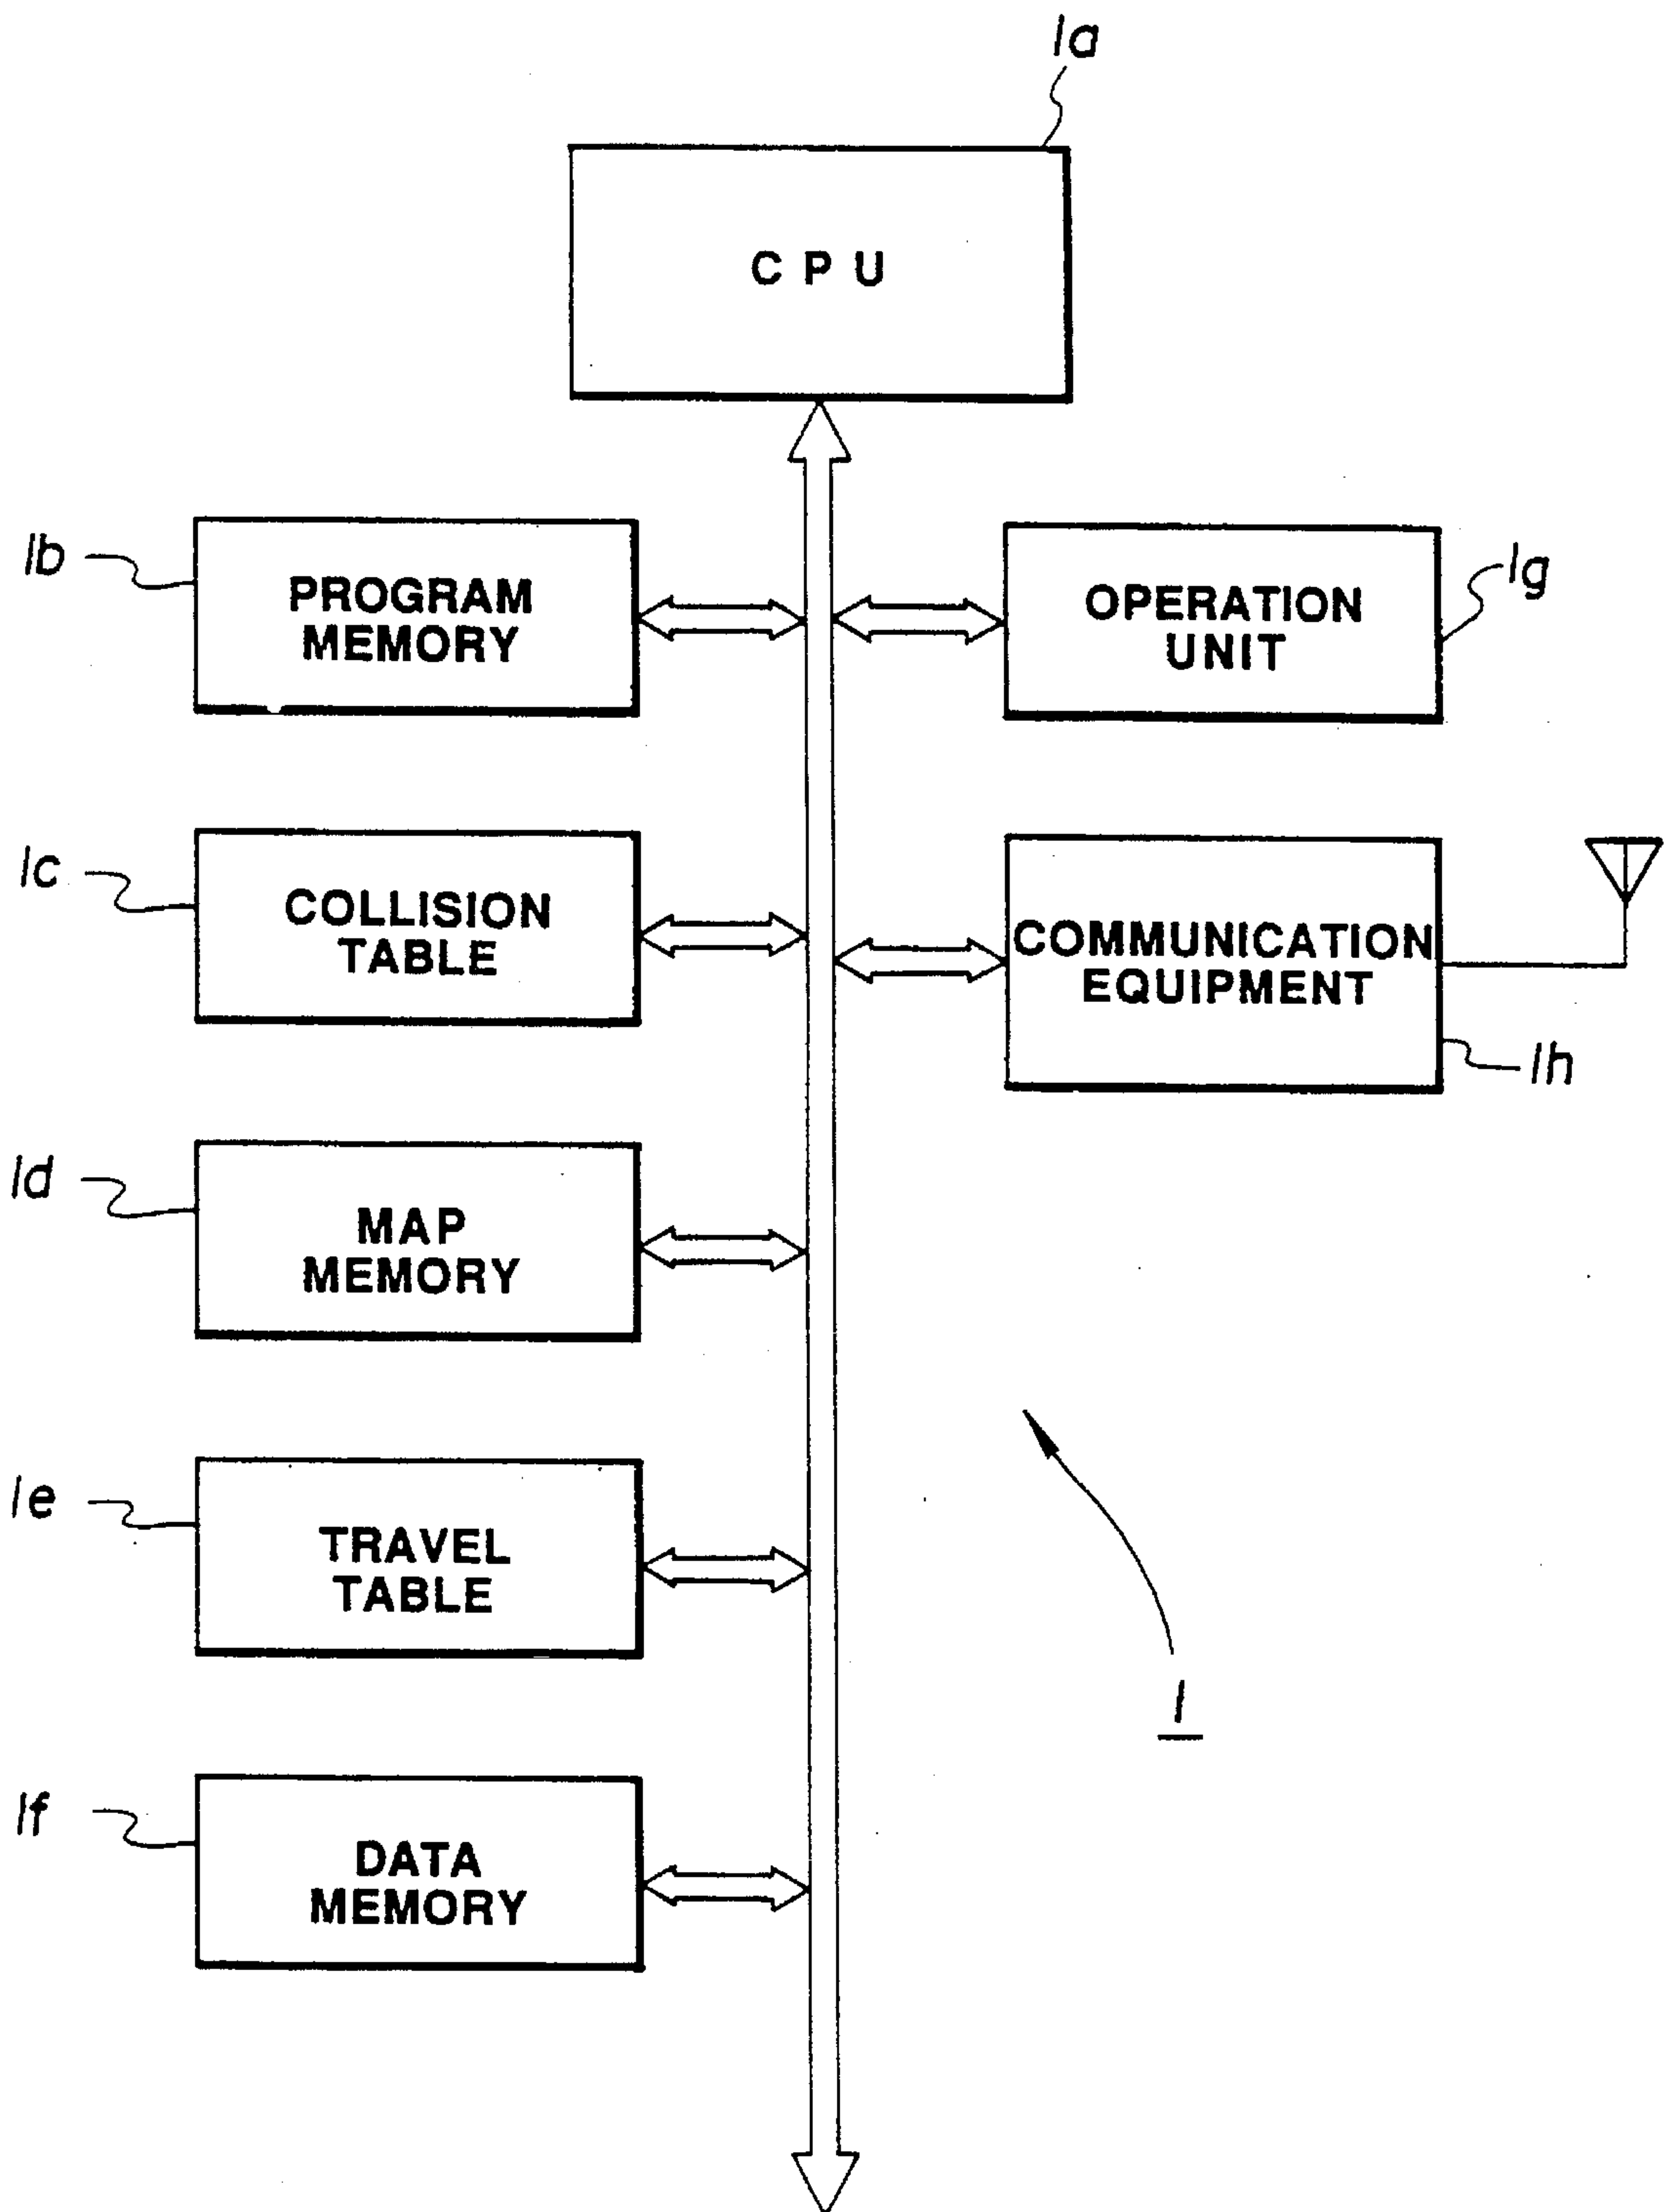 1a
C P U
1b
PROGRAM
MEMORY
OPERATION
UNIT
1g
1c
COLLISION
TABLE
COMMUNICATION
EQUIPMENT
1h
1d
MAP
MEMORY
1e
TRAVEL
TABLE
1
1f
DATA
MEMORY